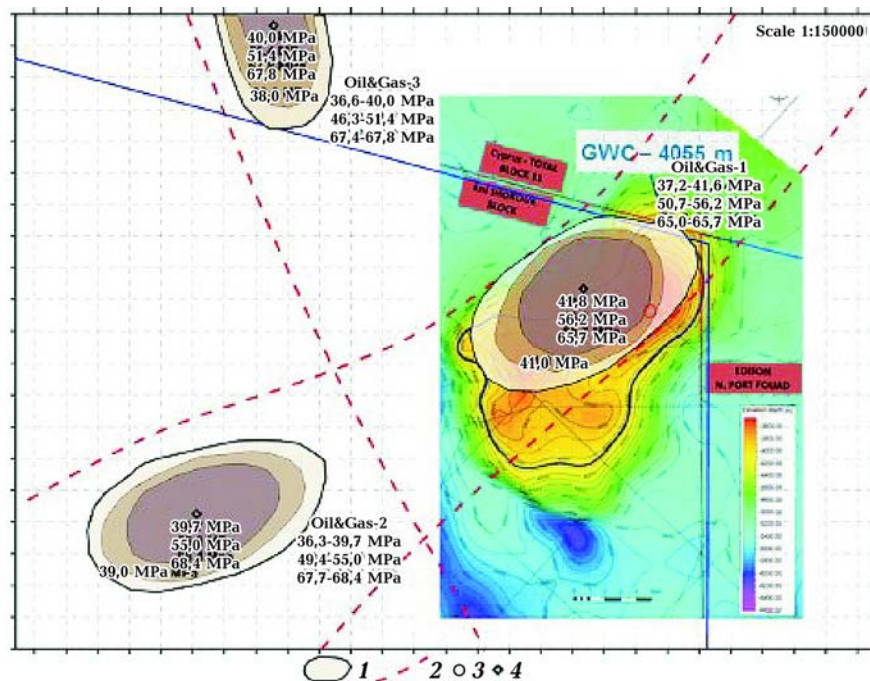 Scale 1:150000
40,0 MPa
51,4 MPa
67,8 MPa
38,0 MPa
Oil&Gas-3
36,6-40,0 MPa
46,3-51,4 MPa
67,4-67,8 MPa
GWC – 4055 m
Cyprus - TOTAL
BLOCK 11
BLOCK
Oil&Gas-1
37,2-41,6 MPa
50,7-56,2 MPa
65,0-65,7 MPa
41,8 MPa
56,2 MPa
65,7 MPa
41,0 MPa
EDISON
N. PORT FOUAD
39,7 MPa
55,0 MPa
68,4 MPa
39,0 MPa
MPa
Oil&Gas-2
36,3-39,7 MPa
49,4-55,0 MPa
67,7-68,4 MPa
1 2 3 4